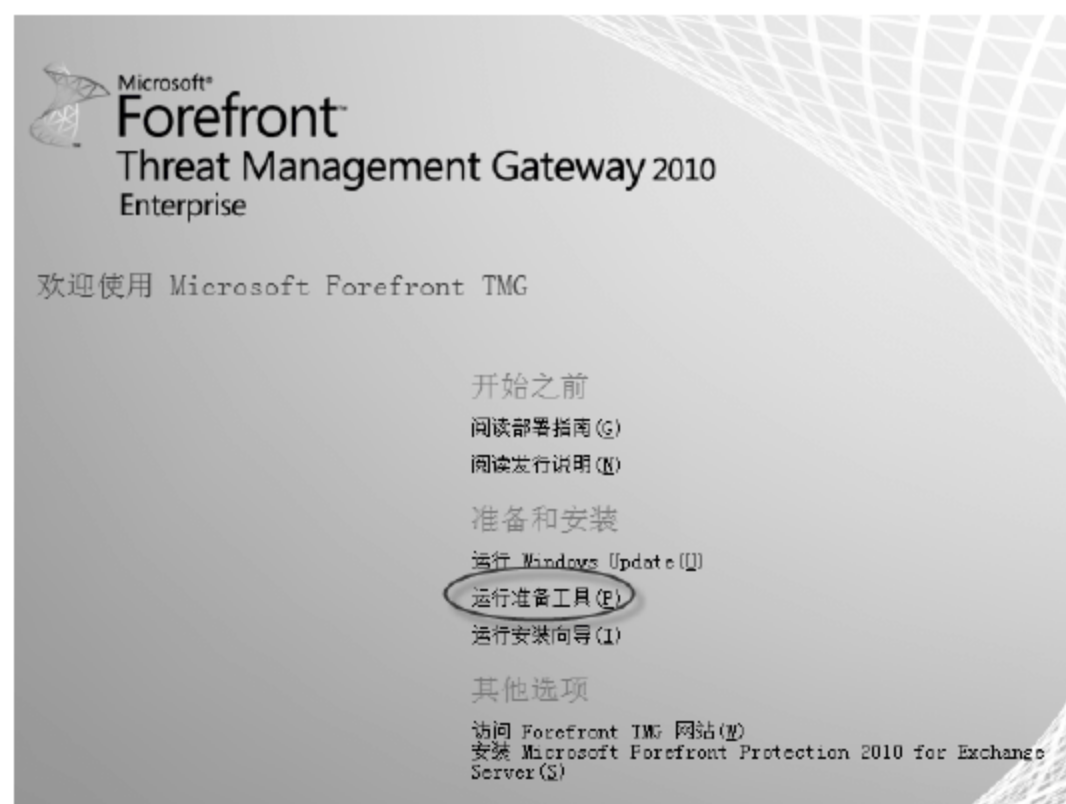 Microsoft®
Forefront™
Threat Management Gateway 2010
Enterprise
欢迎使用 Microsoft Forefront TMG
开始之前
阅读部署指南(G)
阅读发行说明(N)
准备和安装
运行 Windows Update(U)
运行准备工具(P)
运行安装向导(I)
其他选项
访问 Forefront TMG 网站(W)
安装 Microsoft Forefront Protection 2010 for Exchange
Server(S)